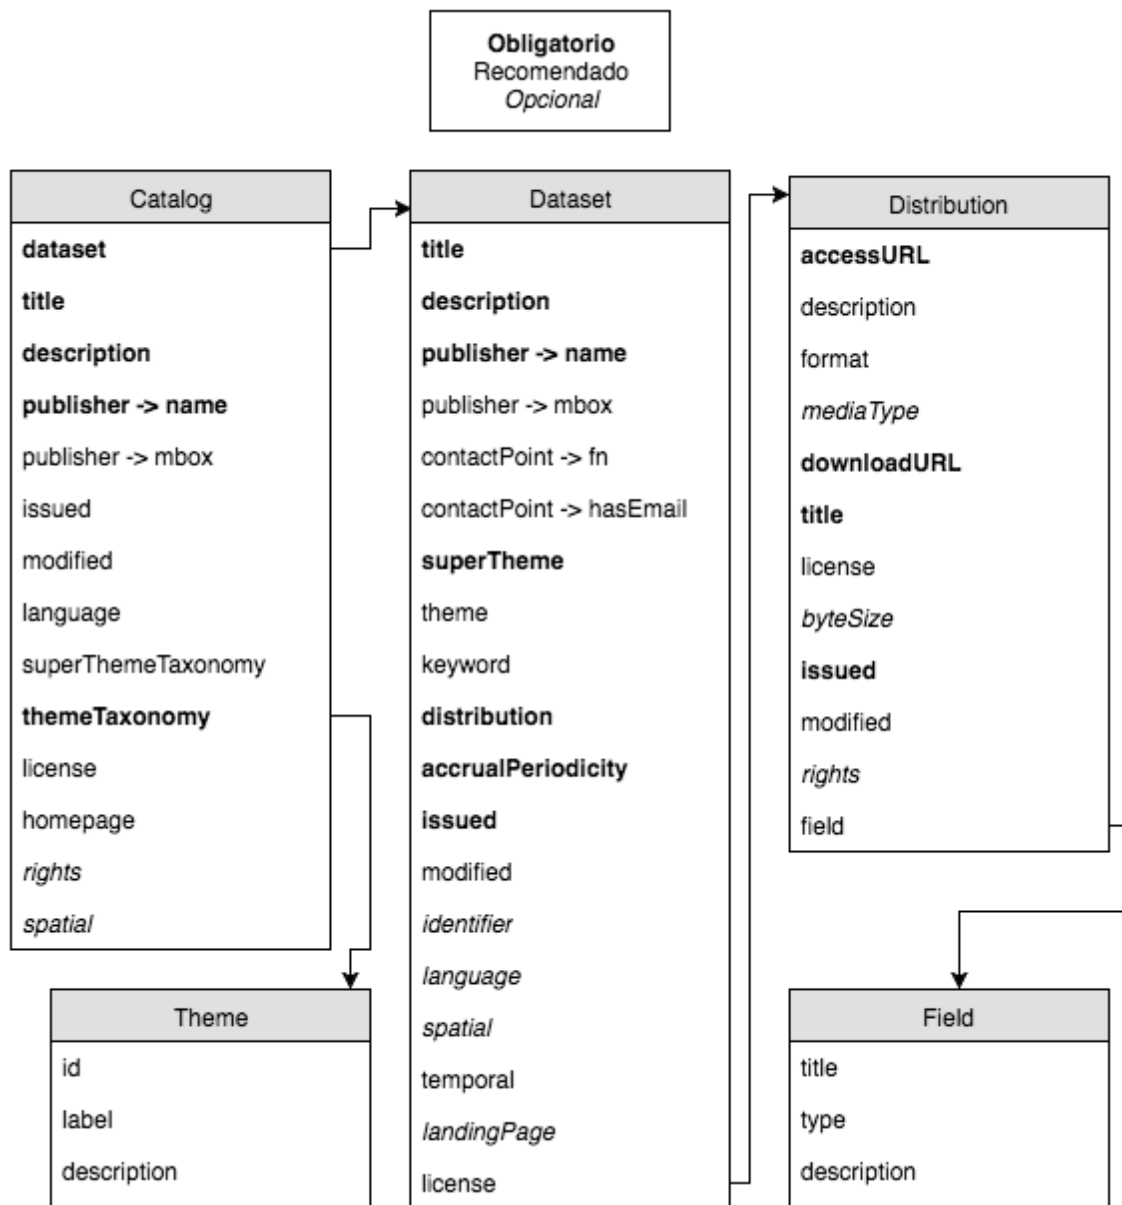 Obligatorio
Recomendado
Opcional
Catalog
dataset
title
description
publisher -> name
publisher -> mbox
issued
modified
language
superThemeTaxonomy
themeTaxonomy
license
homepage
rights
spatial
Theme
id
label
description
Dataset
title
description
publisher -> name
publisher -> mbox
contactPoint -> fn
contactPoint -> hasEmail
superTheme
theme
keyword
distribution
accrualPeriodicity
issued
modified
identifier
language
spatial
temporal
landingPage
license
Distribution
accessURL
description
format
mediaType
downloadURL
title
license
byteSize
issued
modified
rights
field
Field
title
type
description